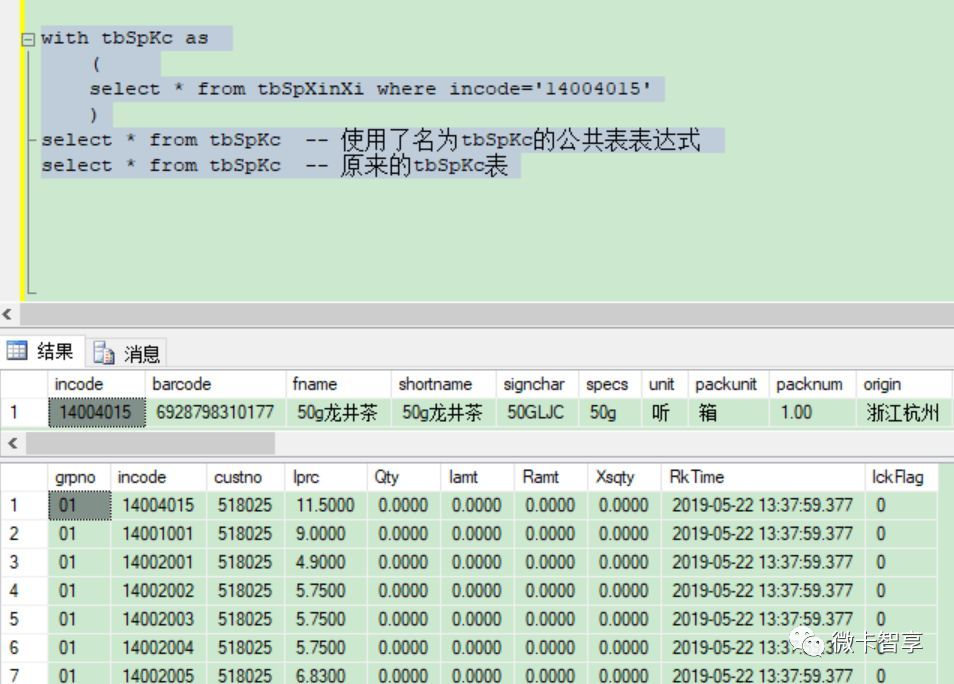 with tbSpKc as
(
select * from tbSpXinXi where incode='14004015'
)
select * from tbSpKc -- 使用了名为tbSpKc的公共表表达式
select * from tbSpKc -- 原来的tbSpKc表
结果 消息
incode barcode fname shortname signchar specs unit packunit packnum origin
1 14004015 6928798310177 50g龙井茶 50g龙井茶 50GLJC 50g 听 箱 1.00 浙江杭州
grpno incode custno lprc Qty lamt Ramt Xsqty RkTime lckFlag
1 01 14004015 518025 11.5000 0.0000 0.0000 0.0000 0.0000 2019-05-22 13:37:59.377 0
2 01 14001001 518025 9.0000 0.0000 0.0000 0.0000 0.0000 2019-05-22 13:37:59.377 0
3 01 14002001 518025 4.9000 0.0000 0.0000 0.0000 0.0000 2019-05-22 13:37:59.377 0
4 01 14002002 518025 5.7500 0.0000 0.0000 0.0000 0.0000 2019-05-22 13:37:59.377 0
5 01 14002003 518025 5.7500 0.0000 0.0000 0.0000 0.0000 2019-05-22 13:37:59.377 0
6 01 14002004 518025 5.7500 0.0000 0.0000 0.0000 0.0000 2019-05-22 13:37:59.377 0
微卡智享
7 01 14002005 518025 6.8300 0.0000 0.0000 0.0000 0.0000 2019-05-22 13:37:59.377 0